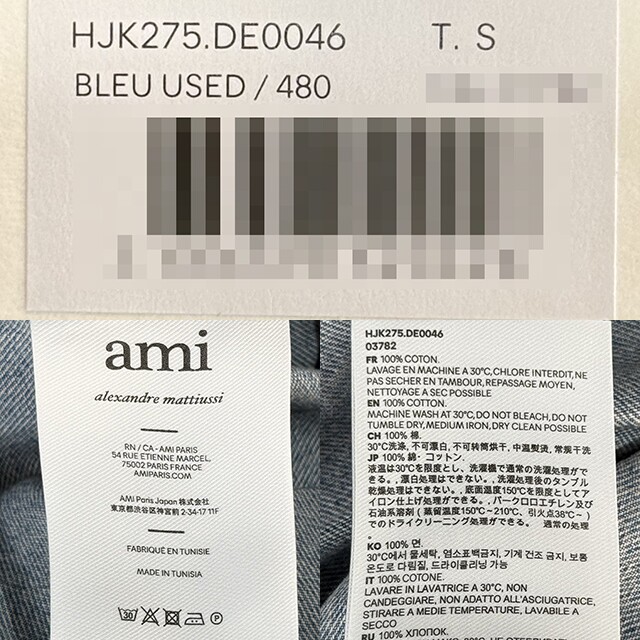 HJK275.DE0046 T. S
BLEU USED / 480
ami
alexandre mattiussi
RN / CA - AMI PARIS
54 RUE ETIENNE MARCEL.
75002 PARIS FRANCE
AMIPARIS.COM
AMI Paris Japan 株式会社
東京都渋谷区神宮前 2-34-17 11F
FABRIQUÉ EN TUNISIE
MADE IN TUNISIA
30 P
HJK275.DE0046
03782
FR 100% COTON.
LAVAGE EN MACHINE A 30°C,CHLORE INTERDIT,NE
PAS SECHER EN TAMBOUR,REPASSAGE MOYEN,
NETTOYAGE A SEC POSSIBLE
EN 100% COTTON.
MACHINE WASH AT 30°C,DO NOT BLEACH,DO NOT
TUMBLE DRY,MEDIUM IRON,DRY CLEAN POSSIBLE
CH 100% 棉.
30°C洗涤, 不可漂白, 不可转筒烘干, 中温熨烫, 常规干洗
JP 100% 綿・コットン.
液温は30℃を限度とし、洗濯機で通常の洗濯処理がで
きる。, 漂白処理はできない。, 洗濯処理後のタンブル
乾燥処理はできない。, 底面温度150℃を限度としてア
イロン仕上げ処理ができる。, パークロロエチレン及び
石油系溶剤 (蒸留温度150℃~210℃、引火点38℃~)
でのドライクリーニング処理ができる。 通常の処理
。
KO 100% 면.
30°C에서 물세탁, 염소표백금지, 기계 건조 금지, 보통
온도로 다림질, 드라이클리닝 가능
IT 100% COTONE.
LAVARE IN LAVATRICE A 30°C, NON
CANDEGGIARE, NON ADATTO ALL'ASCIUGATRICE,
STIRARE A MEDIE TEMPERATURE, LAVABILE A
SECCO
RU 100% ХЛОПОК.